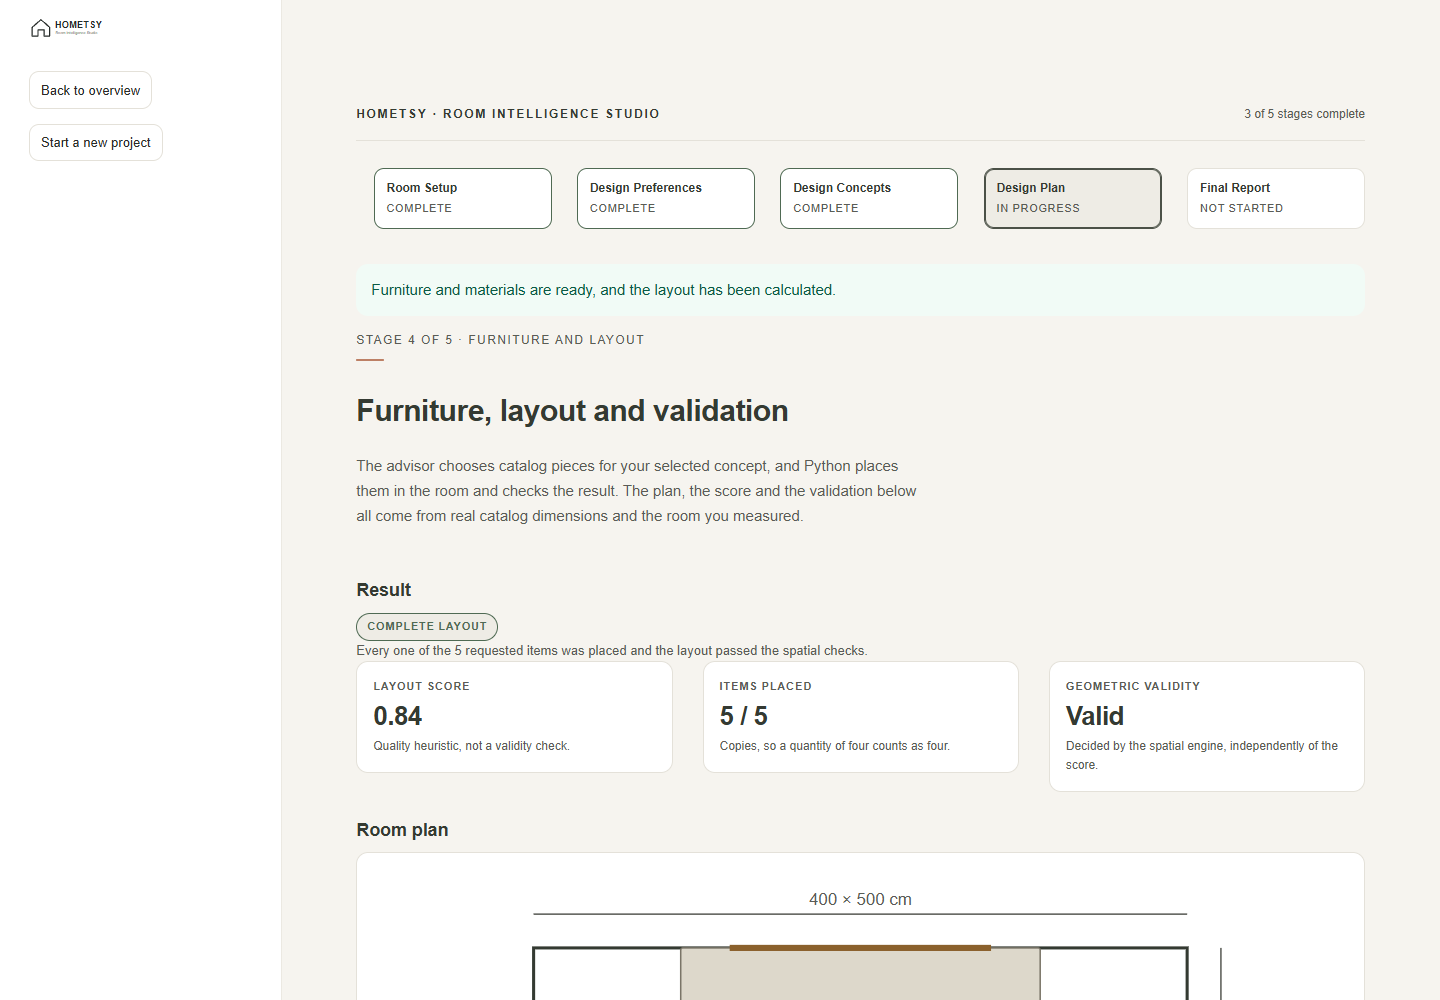 HOMETSY
Room Intelligence Studio
Back to overview
Start a new project
HOMETSY · ROOM INTELLIGENCE STUDIO
3 of 5 stages complete
Room Setup
COMPLETE
Design Preferences
COMPLETE
Design Concepts
COMPLETE
Design Plan
IN PROGRESS
Final Report
NOT STARTED
Furniture and materials are ready, and the layout has been calculated.
STAGE 4 OF 5 · FURNITURE AND LAYOUT
Furniture, layout and validation
The advisor chooses catalog pieces for your selected concept, and Python places
them in the room and checks the result. The plan, the score and the validation below
all come from real catalog dimensions and the room you measured.
Result
COMPLETE LAYOUT
Every one of the 5 requested items was placed and the layout passed the spatial checks.
LAYOUT SCORE
0.84
Quality heuristic, not a validity check.
ITEMS PLACED
5 / 5
Copies, so a quantity of four counts as four.
GEOMETRIC VALIDITY
Valid
Decided by the spatial engine, independently of the
score.
Room plan
400 × 500 cm